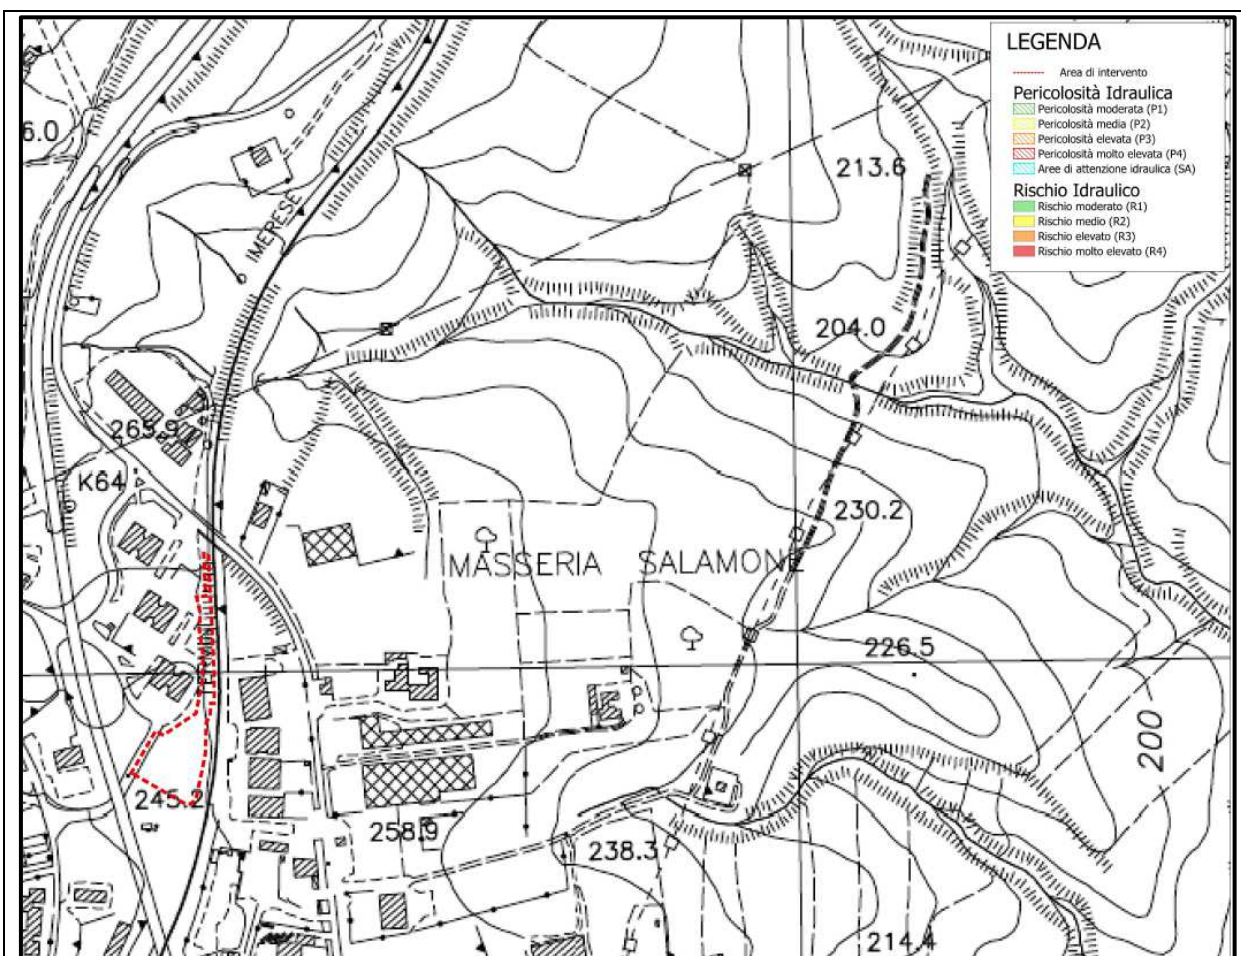 LEGENDA
Area di intervento
Pericolosità Idraulica
Pericolosità moderata (P1)
Pericolosità media (P2)
Pericolosità elevata (P3)
Pericolosità molto elevata (P4)
Aree di attenzione idraulica (SA)
Rischio Idraulico
Rischio moderato (R1)
Rischio medio (R2)
Rischio elevato (R3)
Rischio molto elevato (R4)
6.0
213.6
IMERESE
204.0
265.9
K64
230.2
MASSERIA SALAMONE
226.5
200
245.2
258.9
238.3
214.4